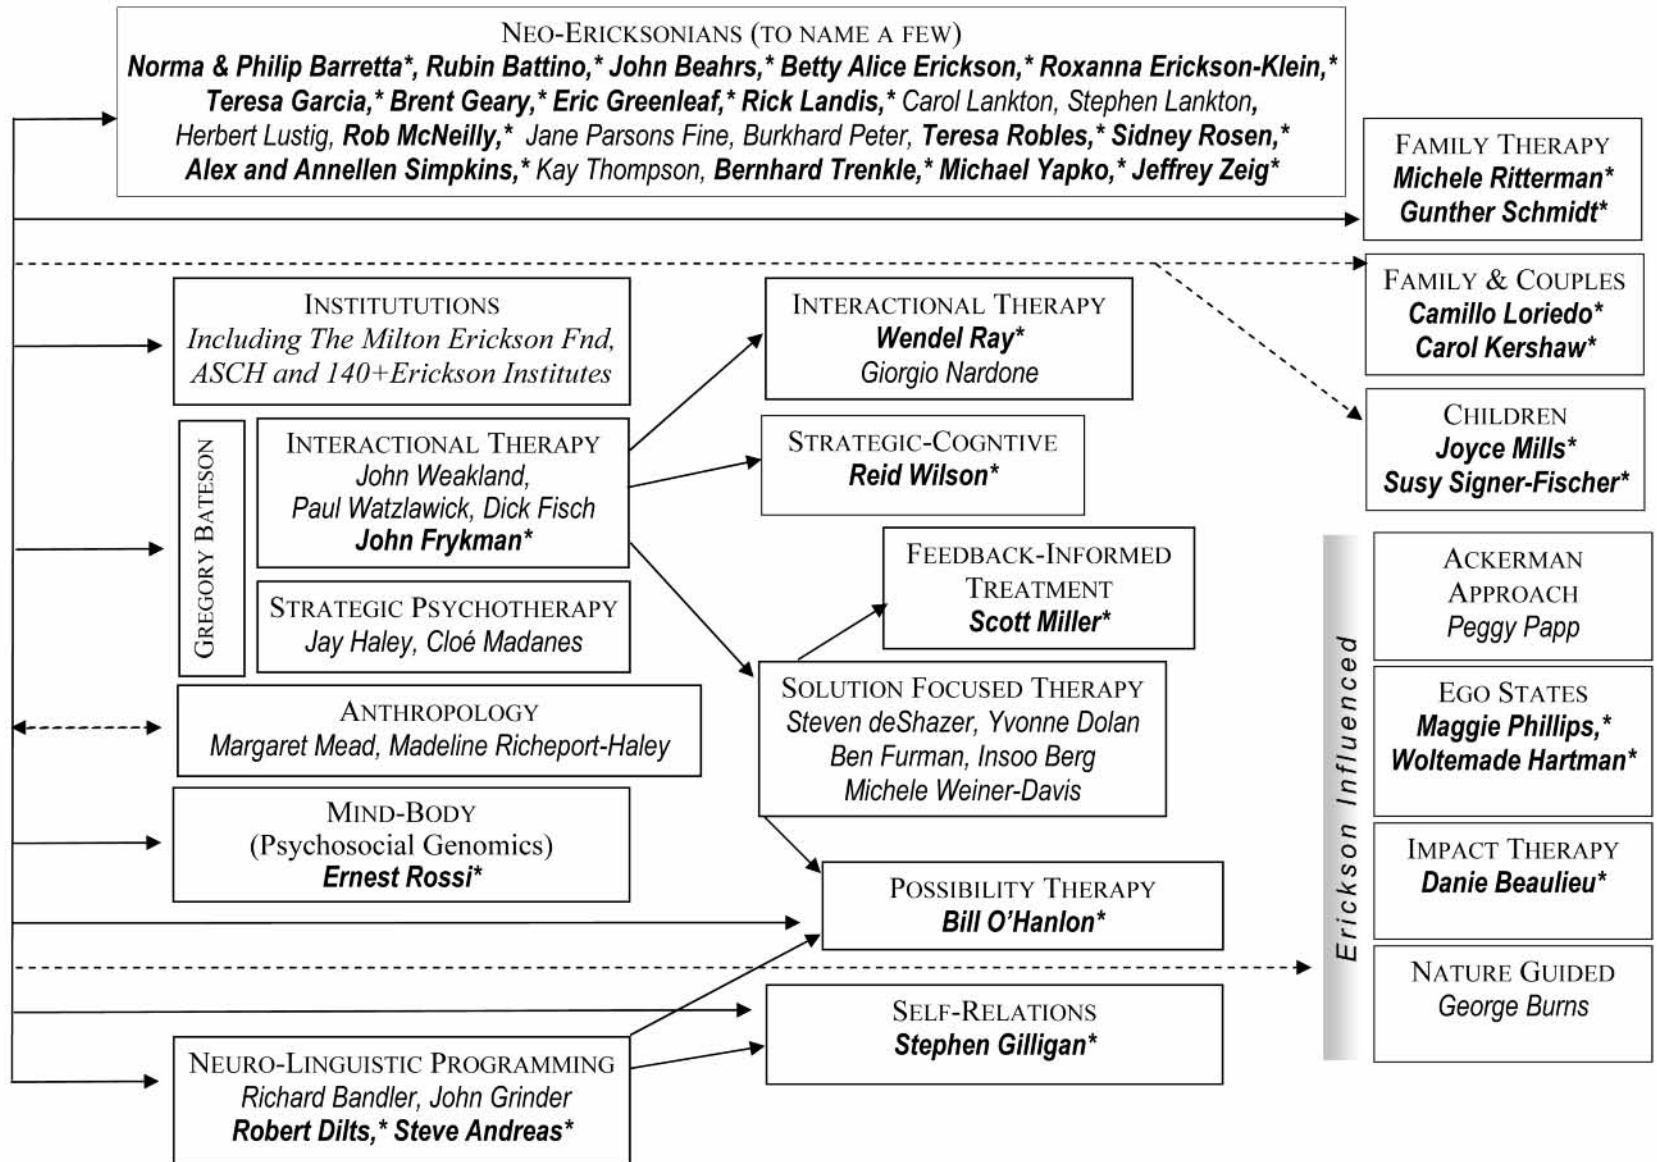 NEO-ERICKSONIANS (TO NAME A FEW)
Norma & Philip Barretta*, Rubin Battino,* John Beahrs,* Betty Alice Erickson,* Roxanna Erickson-Klein,*
Teresa Garcia,* Brent Geary,* Eric Greenleaf,* Rick Landis,* Carol Lankton, Stephen Lankton,
Herbert Lustig, Rob McNeilly,* Jane Parsons Fine, Burkhard Peter, Teresa Robles,* Sidney Rosen,*
Alex and Annellen Simpkins,* Kay Thompson, Bernhard Trenkle,* Michael Yapko,* Jeffrey Zeig*
FAMILY THERAPY
Michele Ritterman*
Gunther Schmidt*
FAMILY & COUPLES
Camillo Loriedo*
Carol Kershaw*
CHILDREN
Joyce Mills*
Susy Signer-Fischer*
INSTITUTUTIONS
Including The Milton Erickson Fnd,
ASCH and 140+Erickson Institutes
INTERACTIONAL THERAPY
Wendel Ray*
Giorgio Nardone
GREGORY BATESON
INTERACTIONAL THERAPY
John Weakland,
Paul Watzlawick, Dick Fisch
John Frykman*
STRATEGIC-COGNTIVE
Reid Wilson*
STRATEGIC PSYCHOTHERAPY
Jay Haley, Cloé Madanes
FEEDBACK-INFORMED
TREATMENT
Scott Miller*
ANTHROPOLOGY
Margaret Mead, Madeline Richeport-Haley
SOLUTION FOCUSED THERAPY
Steven deShazer, Yvonne Dolan
Ben Furman, Insoo Berg
Michele Weiner-Davis
MIND-BODY
(Psychosocial Genomics)
Ernest Rossi*
POSSIBILITY THERAPY
Bill O’Hanlon*
SELF-RELATIONS
Stephen Gilligan*
NEURO-LINGUISTIC PROGRAMMING
Richard Bandler, John Grinder
Robert Dilts,* Steve Andreas*
Erickson Influenced
ACKERMAN
APPROACH
Peggy Papp
EGO STATES
Maggie Phillips,*
Woltemade Hartman*
IMPACT THERAPY
Danie Beaulieu*
NATURE GUIDED
George Burns